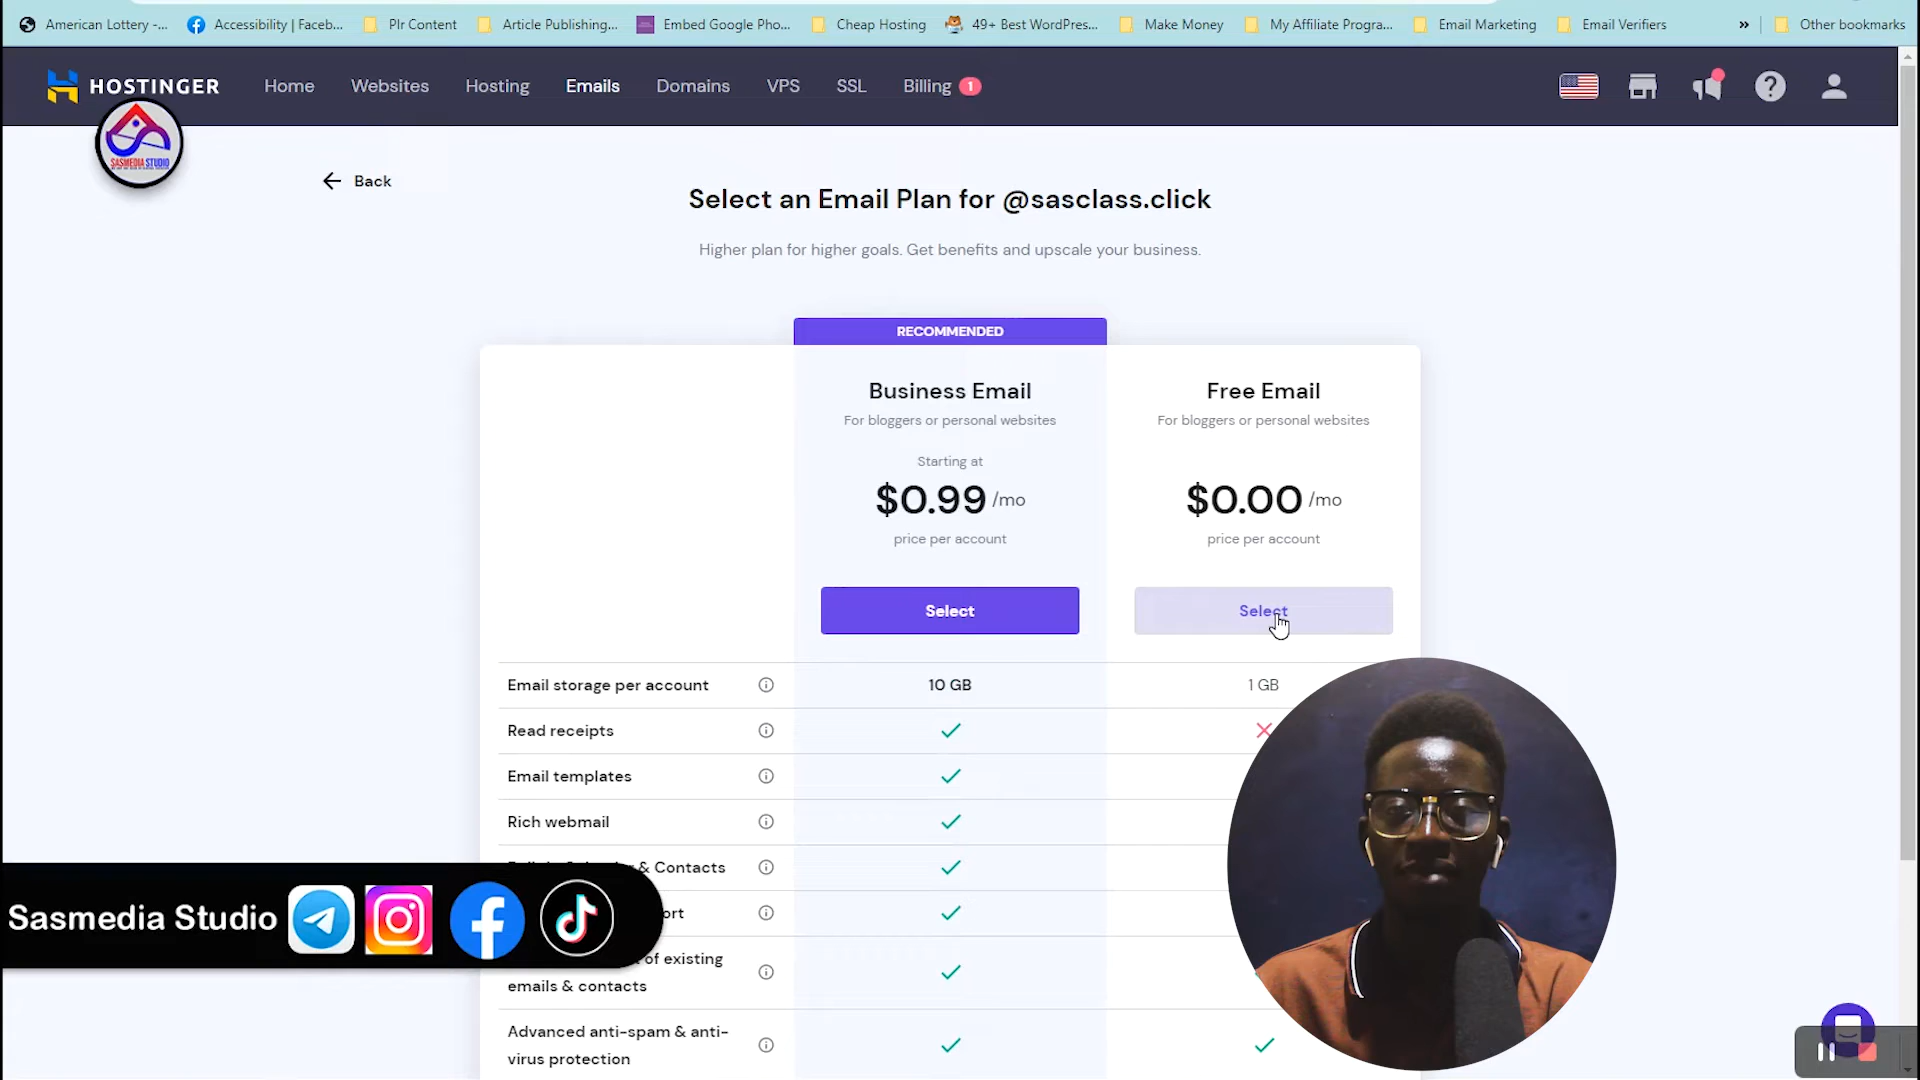 American Lottery -...
Accessibility | Faceb...
Plr Content
Article Publishing...
Embed Google Pho...
Cheap Hosting
49+ Best WordPres...
Make Money
My Affiliate Progra...
Email Marketing
Email Verifiers
»
Other bookmarks
HOSTINGER
Home
Websites
Hosting
Emails
Domains
VPS
SSL
Billing 1
SASMEDIA STUDIO
Back
Select an Email Plan for @sasclass.click
Higher plan for higher goals. Get benefits and upscale your business.
RECOMMENDED
Business Email
Free Email
For bloggers or personal websites
For bloggers or personal websites
Starting at
$0.99 /mo
$0.00 /mo
price per account
price per account
Select
Select
Email storage per account
10 GB
1 GB
Read receipts
Email templates
Rich webmail
& Contacts
Sasmedia Studio
of existing
emails & contacts
Advanced anti-spam & anti-
virus protection